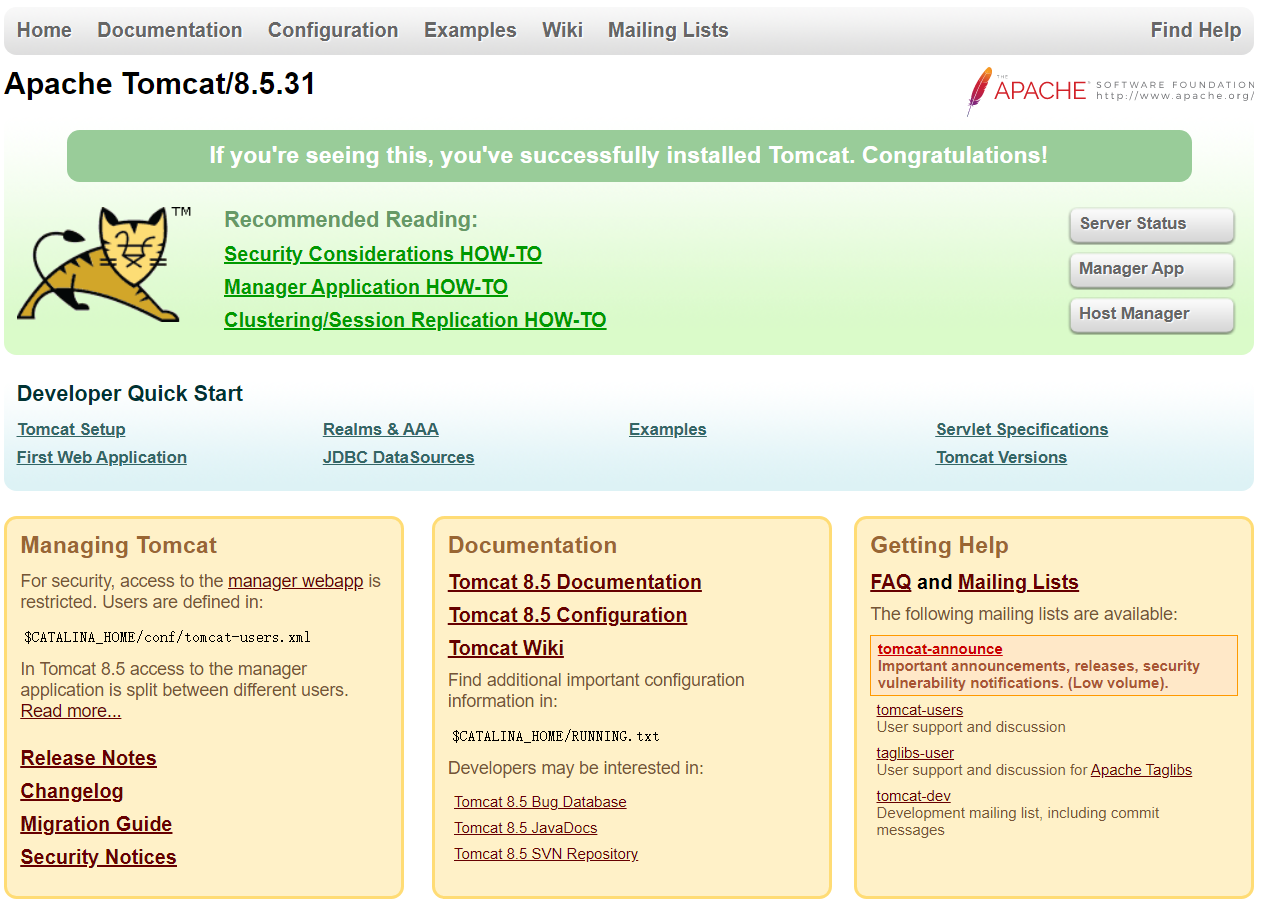 Home Documentation Configuration Examples Wiki Mailing Lists Find Help
Apache Tomcat/8.5.31
THE APACHE® SOFTWARE FOUNDATION
http://www.apache.org/
If you're seeing this, you've successfully installed Tomcat. Congratulations!
TM
Recommended Reading:
Security Considerations HOW-TO
Manager Application HOW-TO
Clustering/Session Replication HOW-TO
Server Status
Manager App
Host Manager
Developer Quick Start
Tomcat Setup
First Web Application
Realms & AAA
JDBC DataSources
Examples
Servlet Specifications
Tomcat Versions
Managing Tomcat
For security, access to the manager webapp is
restricted. Users are defined in:
$CATALINA_HOME/conf/tomcat-users.xml
In Tomcat 8.5 access to the manager
application is split between different users.
Read more...
Release Notes
Changelog
Migration Guide
Security Notices
Documentation
Tomcat 8.5 Documentation
Tomcat 8.5 Configuration
Tomcat Wiki
Find additional important configuration
information in:
$CATALINA_HOME/RUNNING.txt
Developers may be interested in:
Tomcat 8.5 Bug Database
Tomcat 8.5 JavaDocs
Tomcat 8.5 SVN Repository
Getting Help
FAQ and Mailing Lists
The following mailing lists are available:
tomcat-announce
Important announcements, releases, security
vulnerability notifications. (Low volume).
tomcat-users
User support and discussion
taglibs-user
User support and discussion for Apache Taglibs
tomcat-dev
Development mailing list, including commit
messages